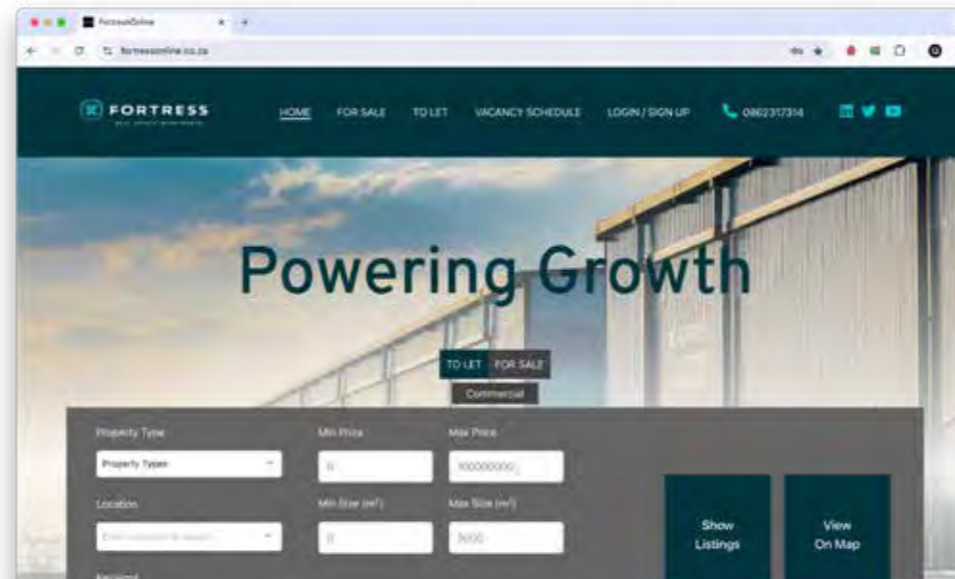 FortressOnline
fortressonline.co.za
FORTRESS
HOME FOR SALE TO LET VACANCY SCHEDULE LOGIN / SIGN UP 0862317314
Powering Growth
TO LET FOR SALE
Commercial
Property Type Min Price Max Price
Property Types 0 100000000
Location Min Size (m²) Max Size (m²)
0 5000
Show
Listings
View
On Map
Keyword